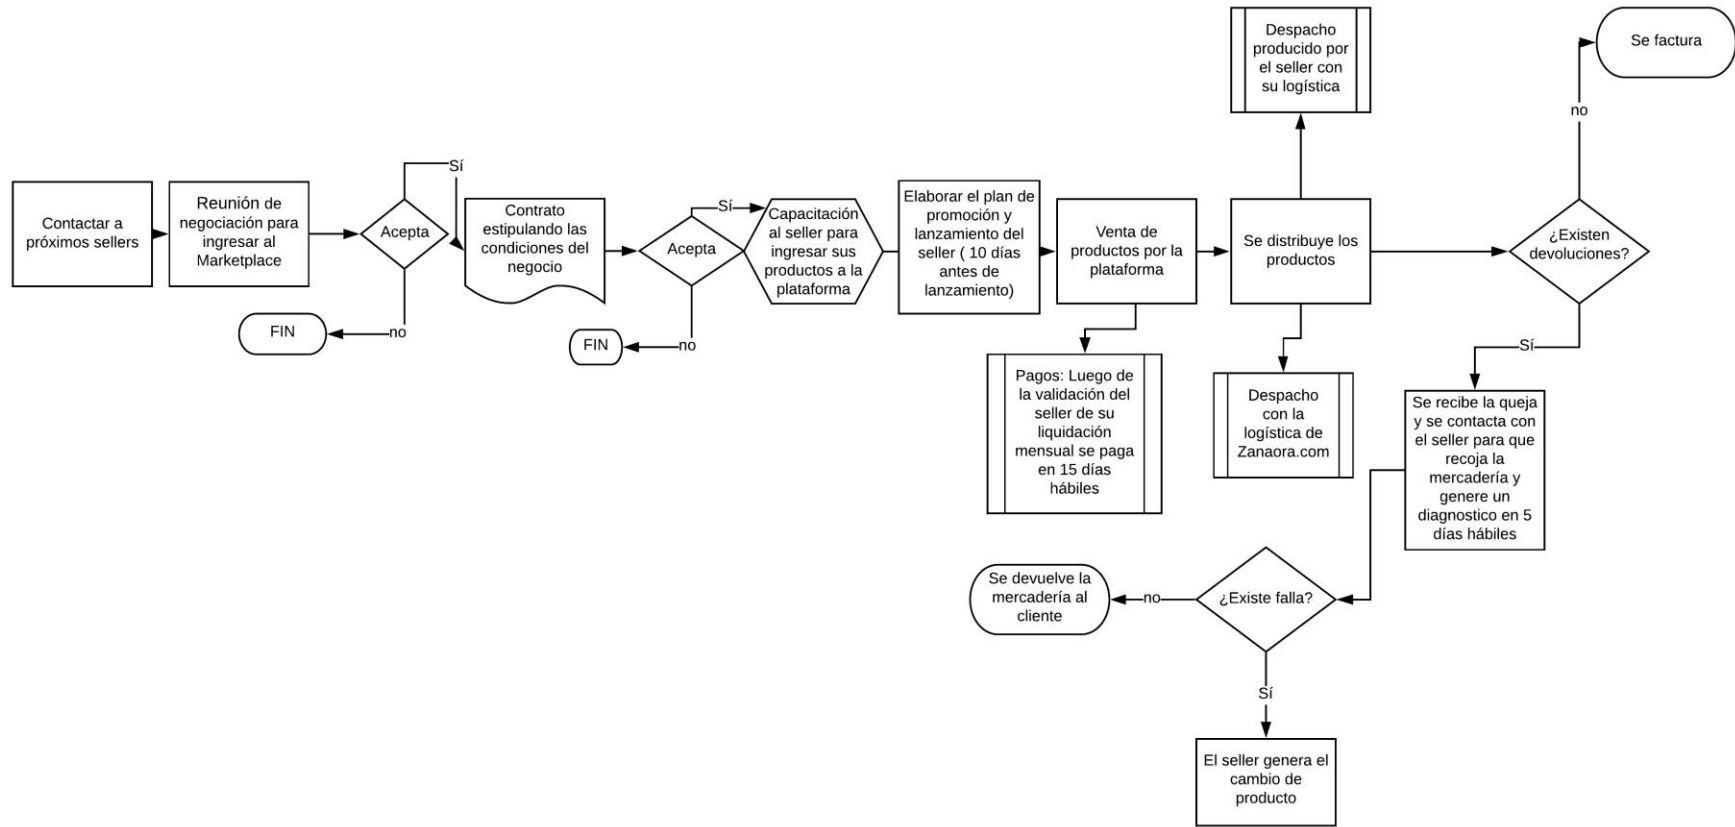 Contactar a
próximos sellers
Reunión de
negociación para
ingresar al
Marketplace
Acepta
Sí
no
FIN
Contrato
estipulando las
condiciones del
negocio
Acepta
Sí
no
FIN
Capacitación
al seller para
ingresar sus
productos a la
plataforma
Elaborar el plan de
promoción y
lanzamiento del
seller ( 10 días
antes de
lanzamiento)
Venta de
productos por la
plataforma
Pagos: Luego de
la validación del
seller de su
liquidación
mensual se paga
en 15 días
hábiles
Se distribuye los
productos
Despacho
producido por
el seller con
su logística
Despacho
con la
logística de
Zanaora.com
¿Existen
devoluciones?
no
Se factura
Sí
Se recibe la queja
y se contacta con
el seller para que
recoja la
mercadería y
genere un
diagnostico en 5
días hábiles
¿Existe falla?
no
Se devuelve la
mercadería al
cliente
Sí
El seller genera el
cambio de
producto